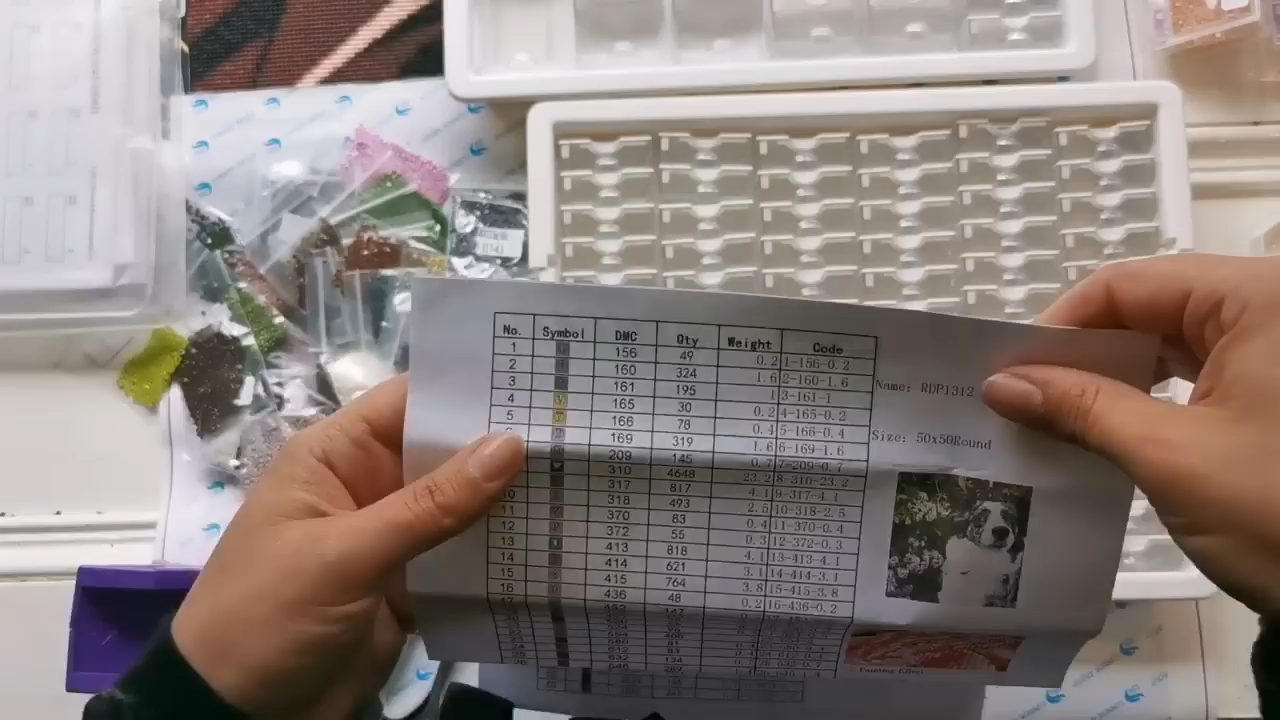 No. Symbol DMC Qty Weight Code
1 156 49 0.2 1-156-0.2
2 160 324 1.6 2-160-1.6
3 161 195 1 3-161-1
4 165 30 0.2 4-165-0.2
5 166 78 0.4 5-166-0.4
169 319 1.6 6-169-1.6
209 145 0.7 7-209-0.7
310 4648 23.2 8-310-23.2
317 817 4.1 9-317-4.1
10 318 493 2.5 10-318-2.5
11 370 83 0.4 11-370-0.4
12 372 55 0.3 12-372-0.3
13 413 818 4.1 13-413-4.1
14 414 621 3.1 14-414-3.1
15 415 764 3.8 15-415-3.8
16 436 48 0.2 16-436-0.2
Name: RDP1312
Size: 50x50Round